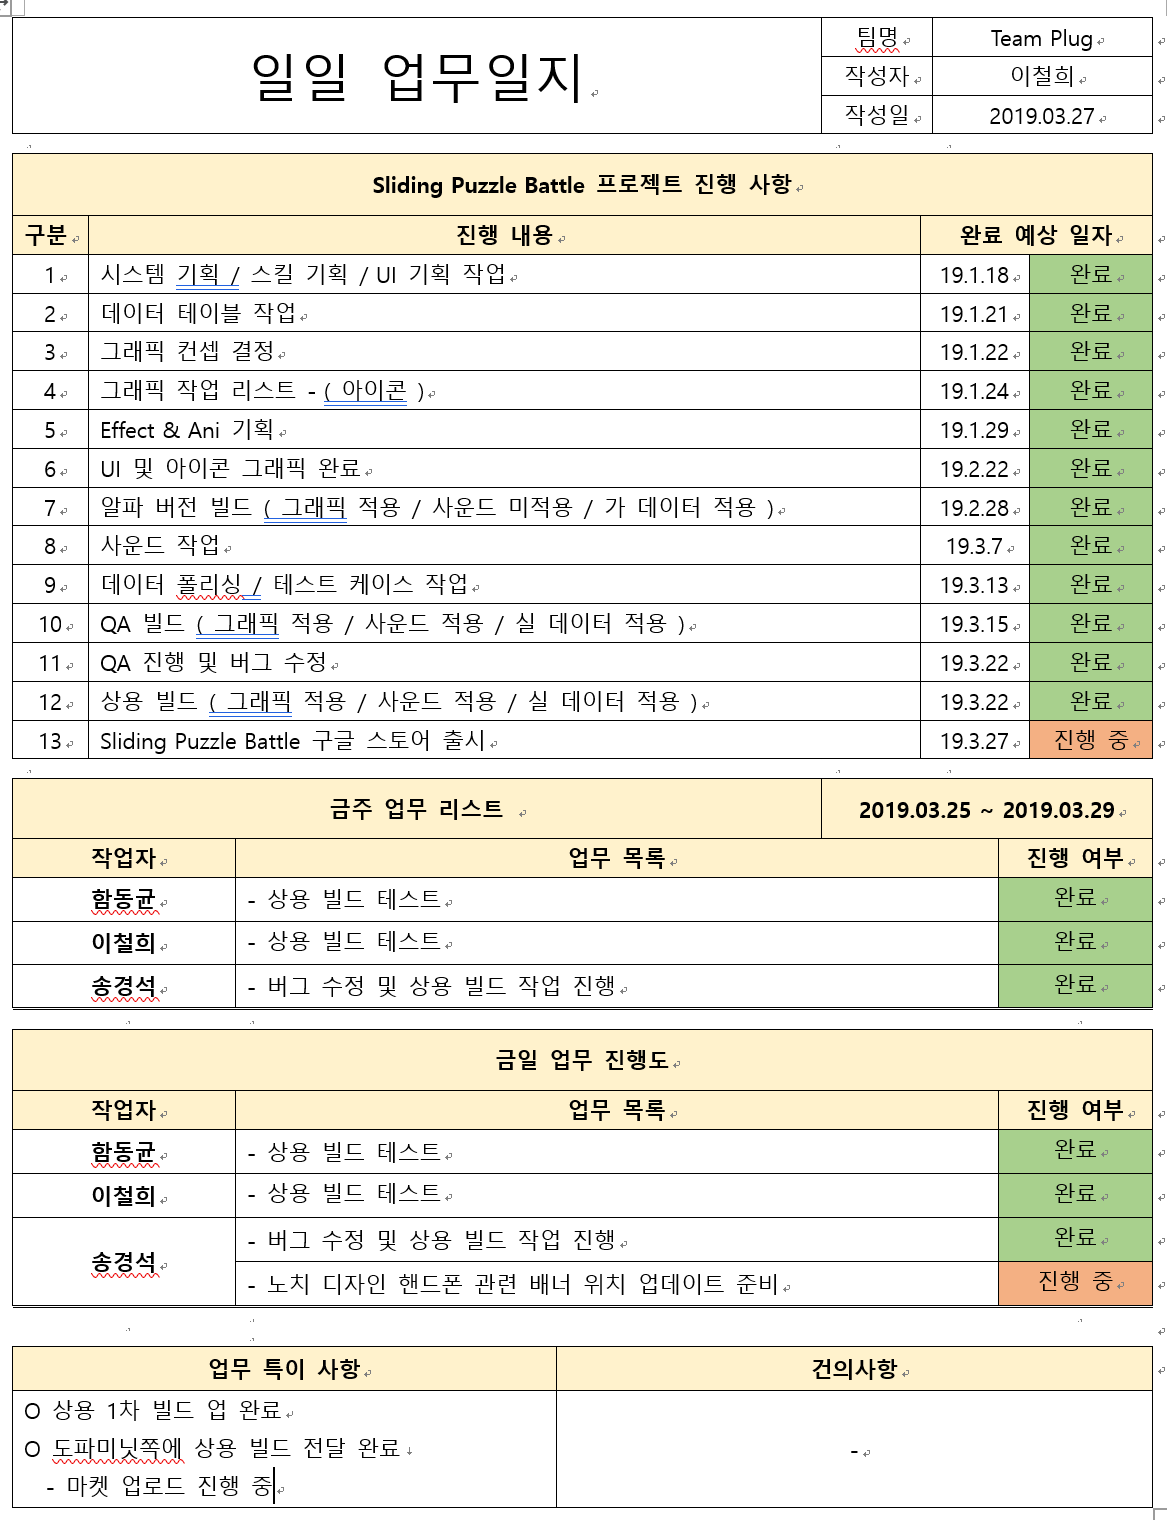 일일 업무일지
팀명 Team Plug
작성자 이철희
작성일 2019.03.27
Sliding Puzzle Battle 프로젝트 진행 사항
구분 진행 내용 완료 예상 일자
1 시스템 기획 / 스킬 기획 / UI 기획 작업 19.1.18 완료
2 데이터 테이블 작업 19.1.21 완료
3 그래픽 컨셉 결정 19.1.22 완료
4 그래픽 작업 리스트 - ( 아이콘 ) 19.1.24 완료
5 Effect & Ani 기획 19.1.29 완료
6 UI 및 아이콘 그래픽 완료 19.2.22 완료
7 알파 버전 빌드 ( 그래픽 적용 / 사운드 미적용 / 가 데이터 적용 ) 19.2.28 완료
8 사운드 작업 19.3.7 완료
9 데이터 폴리싱 / 테스트 케이스 작업 19.3.13 완료
10 QA 빌드 ( 그래픽 적용 / 사운드 적용 / 실 데이터 적용 ) 19.3.15 완료
11 QA 진행 및 버그 수정 19.3.22 완료
12 상용 빌드 ( 그래픽 적용 / 사운드 적용 / 실 데이터 적용 ) 19.3.22 완료
13 Sliding Puzzle Battle 구글 스토어 출시 19.3.27 진행 중
금주 업무 리스트 2019.03.25 ~ 2019.03.29
작업자 업무 목록 진행 여부
함동균 - 상용 빌드 테스트 완료
이철희 - 상용 빌드 테스트 완료
송경석 - 버그 수정 및 상용 빌드 작업 진행 완료
금일 업무 진행도
작업자 업무 목록 진행 여부
함동균 - 상용 빌드 테스트 완료
이철희 - 상용 빌드 테스트 완료
송경석 - 버그 수정 및 상용 빌드 작업 진행 완료
- 노치 디자인 핸드폰 관련 배너 위치 업데이트 준비 진행 중
업무 특이 사항 건의사항
O 상용 1차 빌드 업 완료
O 도파미닛쪽에 상용 빌드 전달 완료
- 마켓 업로드 진행 중
-